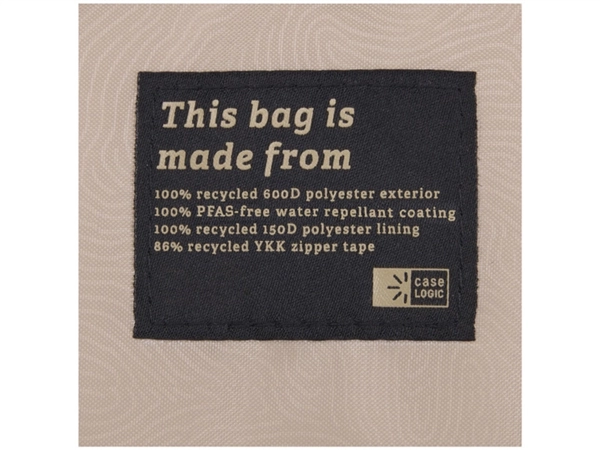 This bag is
made from
100% recycled 600D polyester exterior
100% PFAS-free water repellant coating
100% recycled 150D polyester lining
86% recycled YKK zipper tape
case
LOGIC